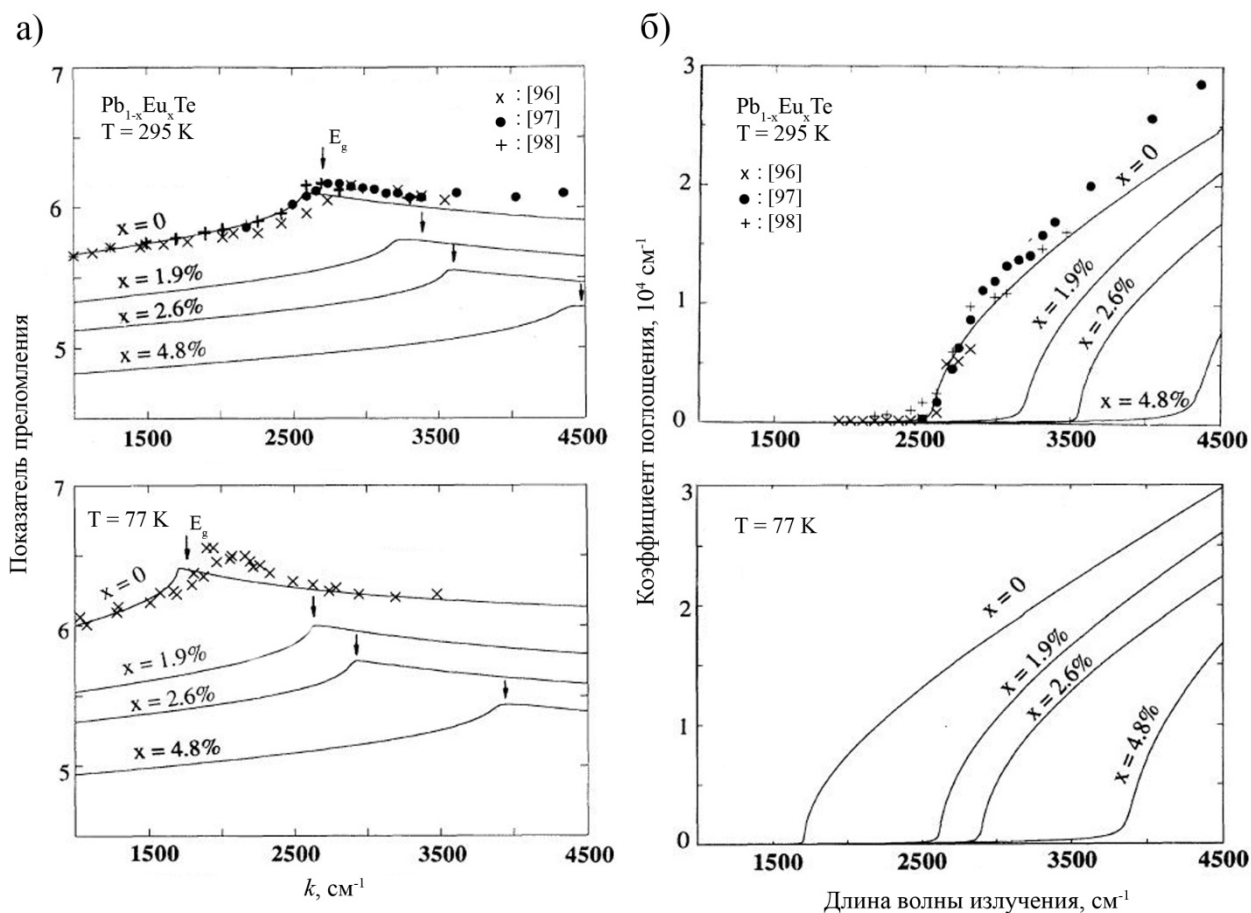 а)
б)
Показатель преломления
7
6
5
Pb1-xEuxTe
T = 295 K
x : [96]
● : [97]
+ : [98]
Eg
x = 0
x = 1.9%
x = 2.6%
x = 4.8%
1500 2500 3500 4500
7
6
5
T = 77 K
Eg
x = 0
x = 1.9%
x = 2.6%
x = 4.8%
1500 2500 3500 4500
k, см-1
Коэффициент поглощения, 10⁴ см-1
3
2
1
0
Pb1-xEuxTe
T = 295 K
x : [96]
● : [97]
+ : [98]
x = 0
x = 1.9%
x = 2.6%
x = 4.8%
1500 2500 3500 4500
3
2
1
0
T = 77 K
x = 0
x = 1.9%
x = 2.6%
x = 4.8%
1500 2500 3500 4500
Длина волны излучения, см-1